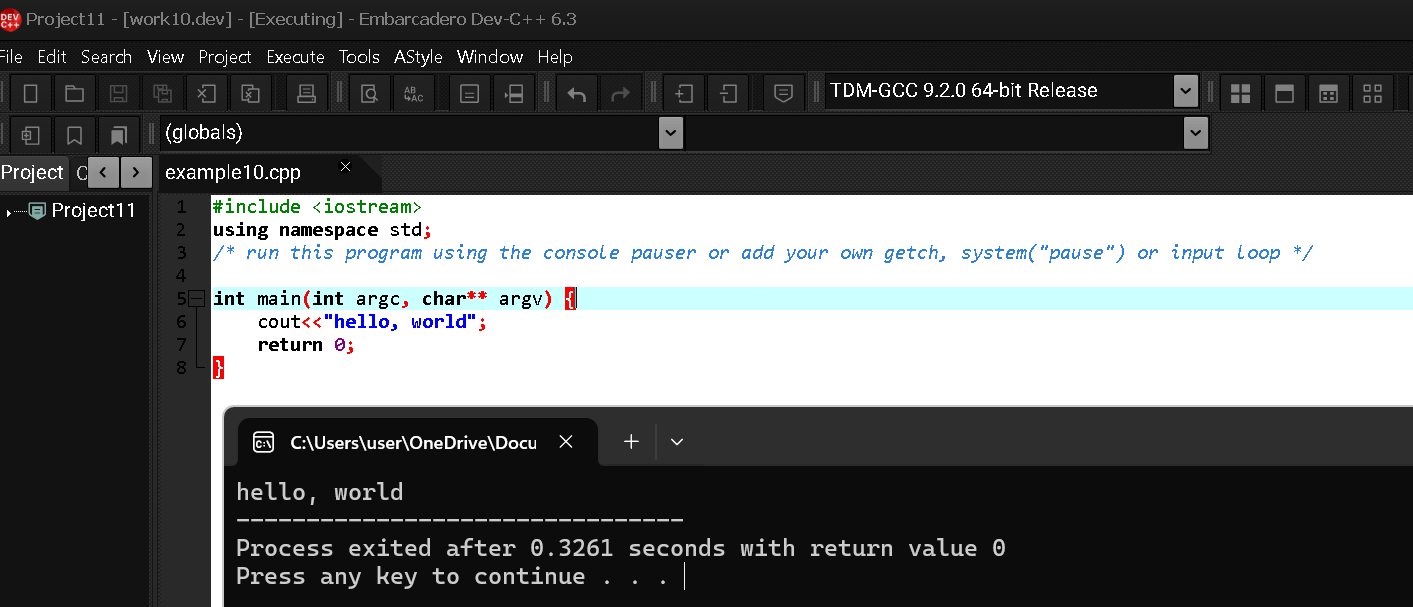 Project11 - [work10.dev] - [Executing] - Embarcadero Dev-C++ 6.3
File Edit Search View Project Execute Tools AStyle Window Help
TDM-GCC 9.2.0 64-bit Release
(globals)
Project
example10.cpp
Project11
1 #include <iostream>
2 using namespace std;
3 /* run this program using the console pauser or add your own getch, system("pause") or input loop */
4
5 int main(int argc, char** argv) {
6 cout<<"hello, world";
7 return 0;
8 }
C:\Users\user\OneDrive\Docu
hello, world
--------------------------------
Process exited after 0.3261 seconds with return value 0
Press any key to continue . . .